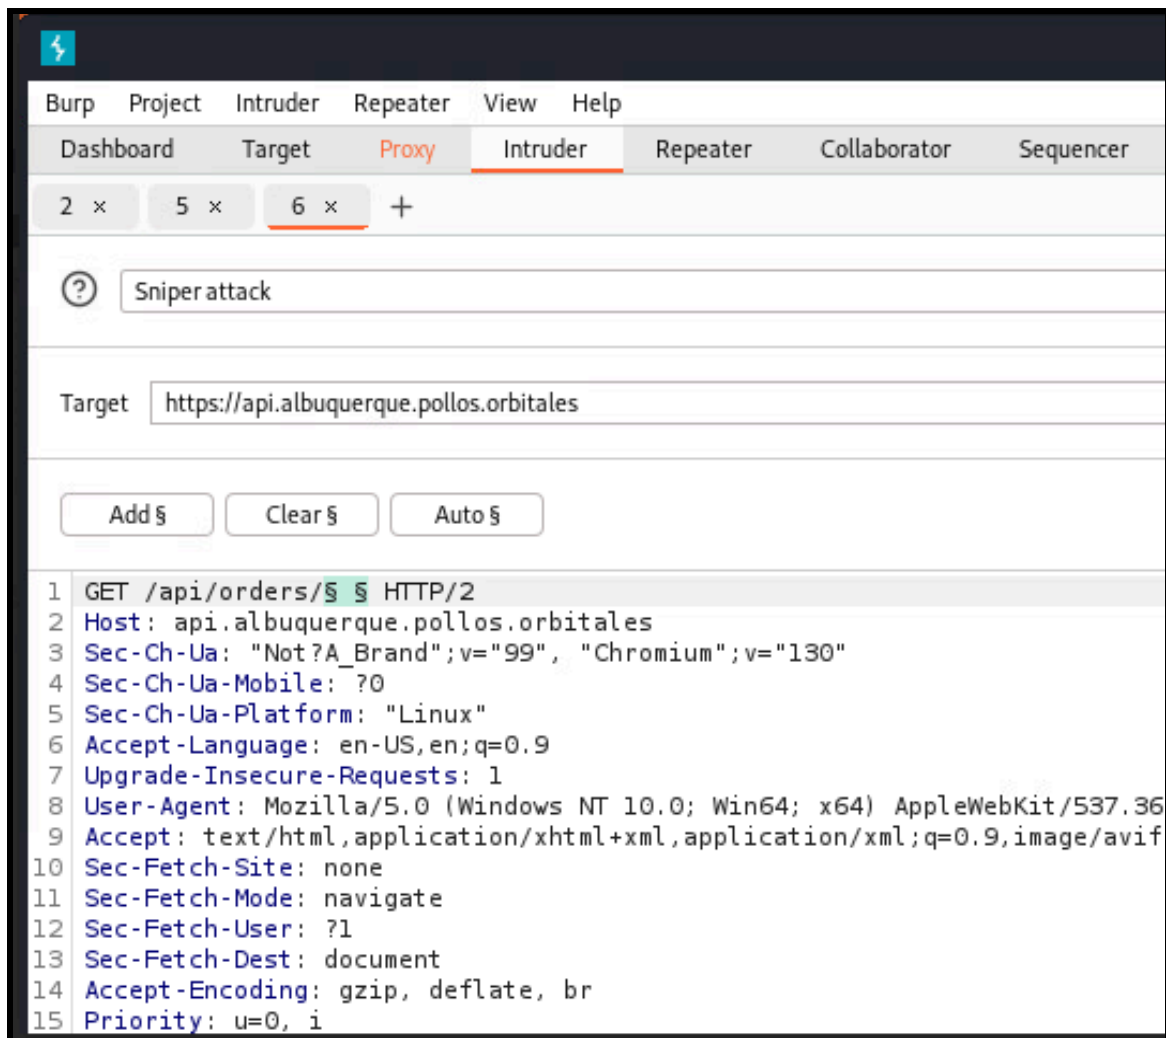 Burp Project Intruder Repeater View Help
Dashboard Target Proxy Intruder Repeater Collaborator Sequencer
2 × 5 × 6 × +
? Sniper attack
Target https://api.albuquerque.pollos.orbitales
Add § Clear § Auto §
1 GET /api/orders/§ § HTTP/2
2 Host: api.albuquerque.pollos.orbitales
3 Sec-Ch-Ua: "Not?A_Brand";v="99", "Chromium";v="130"
4 Sec-Ch-Ua-Mobile: ?0
5 Sec-Ch-Ua-Platform: "Linux"
6 Accept-Language: en-US,en;q=0.9
7 Upgrade-Insecure-Requests: 1
8 User-Agent: Mozilla/5.0 (Windows NT 10.0; Win64; x64) AppleWebKit/537.36
9 Accept: text/html,application/xhtml+xml,application/xml;q=0.9,image/avif
10 Sec-Fetch-Site: none
11 Sec-Fetch-Mode: navigate
12 Sec-Fetch-User: ?1
13 Sec-Fetch-Dest: document
14 Accept-Encoding: gzip, deflate, br
15 Priority: u=0, i